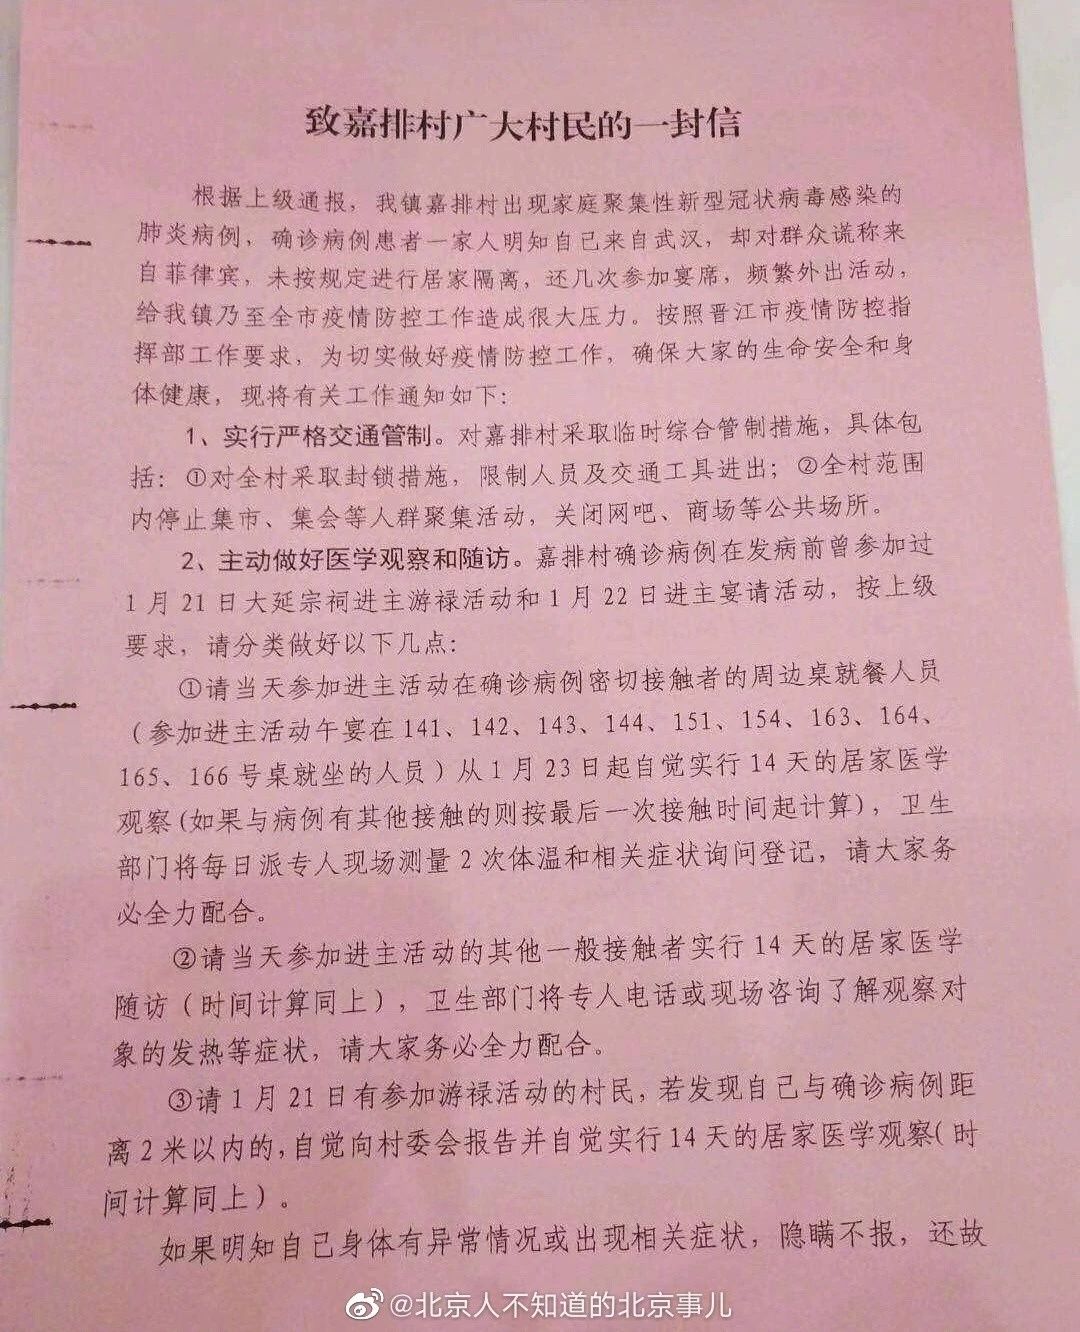 致嘉排村广大村民的一封信
根据上级通报，我镇嘉排村出现家庭聚集性新型冠状病毒感染的
肺炎病例，确诊病例患者一家人明知自己来自武汉，却对群众谎称来
自菲律宾，未按规定进行居家隔离，还几次参加宴席，频繁外出活动，
给我镇乃至全市疫情防控工作造成很大压力。按照晋江市疫情防控指
挥部工作要求，为切实做好疫情防控工作，确保大家的生命安全和身
体健康，现将有关工作通知如下：
1、实行严格交通管制。对嘉排村采取临时综合管制措施，具体包
括：①对全村采取封锁措施，限制人员及交通工具进出；②全村范围
内停止集市、集会等人群聚集活动，关闭网吧、商场等公共场所。
2、主动做好医学观察和随访。嘉排村确诊病例在发病前曾参加过
1月21日大延宗祠进主游禄活动和1月22日进主宴请活动，按上级
要求，请分类做好以下几点：
①请当天参加进主活动在确诊病例密切接触者的周边桌就餐人员
（参加进主活动午宴在141、142、143、144、151、154、163、164、
165、166号桌就坐的人员）从1月23日起自觉实行14天的居家医学
观察(如果与病例有其他接触的则按最后一次接触时间起计算)，卫生
部门将每日派专人现场测量2次体温和相关症状询问登记，请大家务
必全力配合。
②请当天参加进主活动的其他一般接触者实行14天的居家医学
随访（时间计算同上），卫生部门将专人电话或现场咨询了解观察对
象的发热等症状，请大家务必全力配合。
③请1月21日有参加游禄活动的村民，若发现自己与确诊病例距
离2米以内的，自觉向村委会报告并自觉实行14天的居家医学观察（时
间计算同上）。
如果明知自己身体有异常情况或出现相关症状，隐瞒不报，还故
@北京人不知道的北京事儿